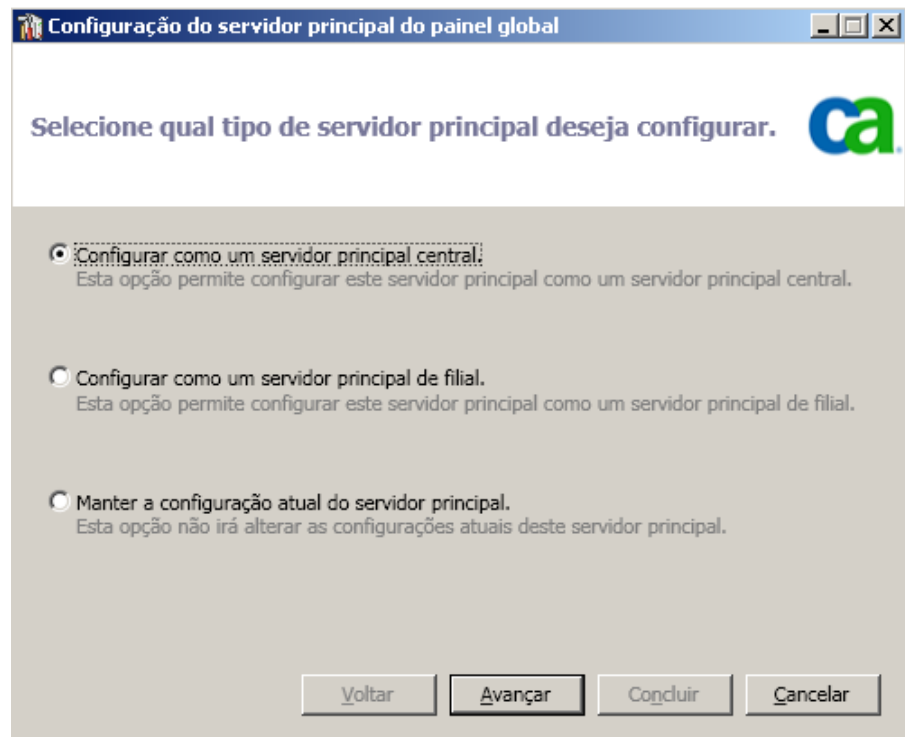 Configuração do servidor principal do painel global
Selecione qual tipo de servidor principal deseja configurar.
ca
Configurar como um servidor principal central.
Esta opção permite configurar este servidor principal como um servidor principal central.
Configurar como um servidor principal de filial.
Esta opção permite configurar este servidor principal como um servidor principal de filial.
Manter a configuração atual do servidor principal.
Esta opção não irá alterar as configurações atuais deste servidor principal.
Voltar
Avançar
Concluir
Cancelar